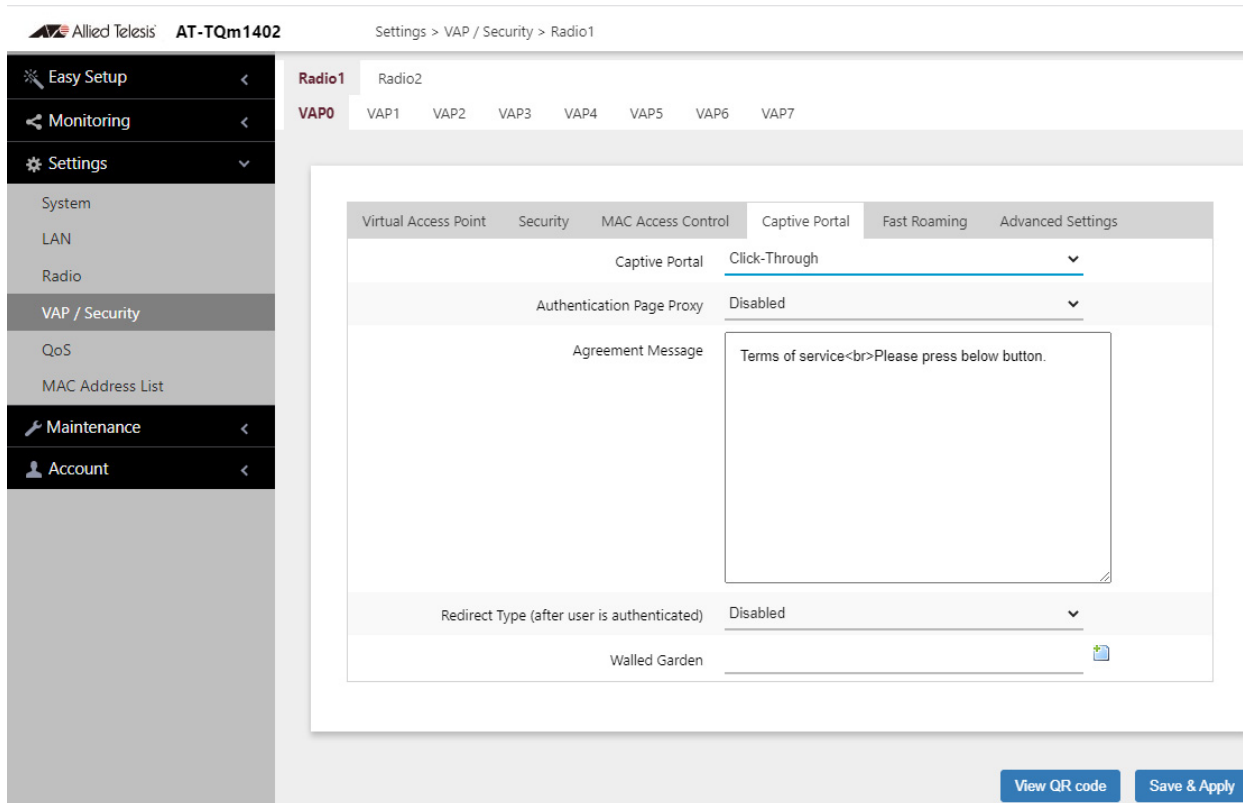 Allied Telesis AT-TQm1402 Settings > VAP / Security > Radio1
Easy Setup
Monitoring
Settings
System
LAN
Radio
VAP / Security
QoS
MAC Address List
Maintenance
Account
Radio1 Radio2
VAP0 VAP1 VAP2 VAP3 VAP4 VAP5 VAP6 VAP7
Virtual Access Point Security MAC Access Control Captive Portal Fast Roaming Advanced Settings
Captive Portal Click-Through
Authentication Page Proxy Disabled
Agreement Message Terms of service<br>Please press below button.
Redirect Type (after user is authenticated) Disabled
Walled Garden
View QR code Save & Apply